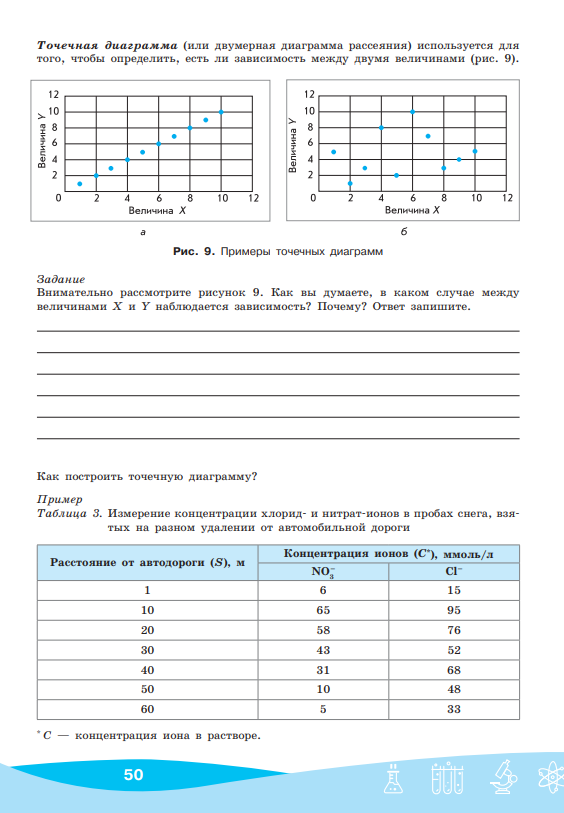 Точечная диаграмма (или двумерная диаграмма рассеяния) используется для
того, чтобы определить, есть ли зависимость между двумя величинами (рис. 9).
12
10
8
6
4
2
0 2 4 6 8 10 12
Величина Y
Величина X
а
12
10
8
6
4
2
0 2 4 6 8 10 12
Величина Y
Величина X
б
Рис. 9. Примеры точечных диаграмм
Задание
Внимательно рассмотрите рисунок 9. Как вы думаете, в каком случае между
величинами X и Y наблюдается зависимость? Почему? Ответ запишите.
Как построить точечную диаграмму?
Пример
Таблица 3. Измерение концентрации хлорид- и нитрат-ионов в пробах снега, взя-
тых на разном удалении от автомобильной дороги
Расстояние от автодороги (S), м Концентрация ионов (C*), ммоль/л
NO₃⁻ Cl⁻
1 6 15
10 65 95
20 58 76
30 43 52
40 31 68
50 10 48
60 5 33
* C — концентрация иона в растворе.
50